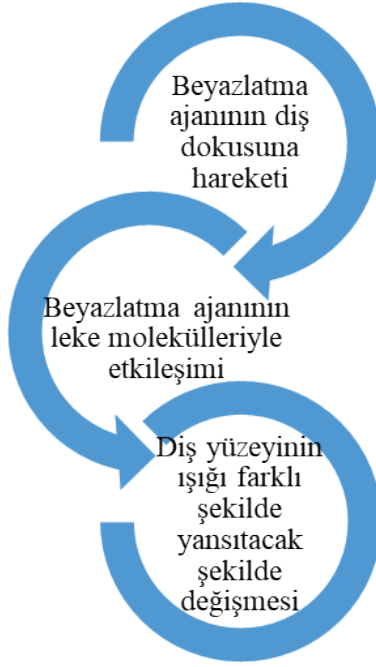 Beyazlatma
ajanının diş
dokusuna
hareketi
Beyazlatma ajanının
leke molekülleriyle
etkileşimi
Diş yüzeyinin
ışığı farklı
şekilde
yansıtacak
şekilde
değişmesi